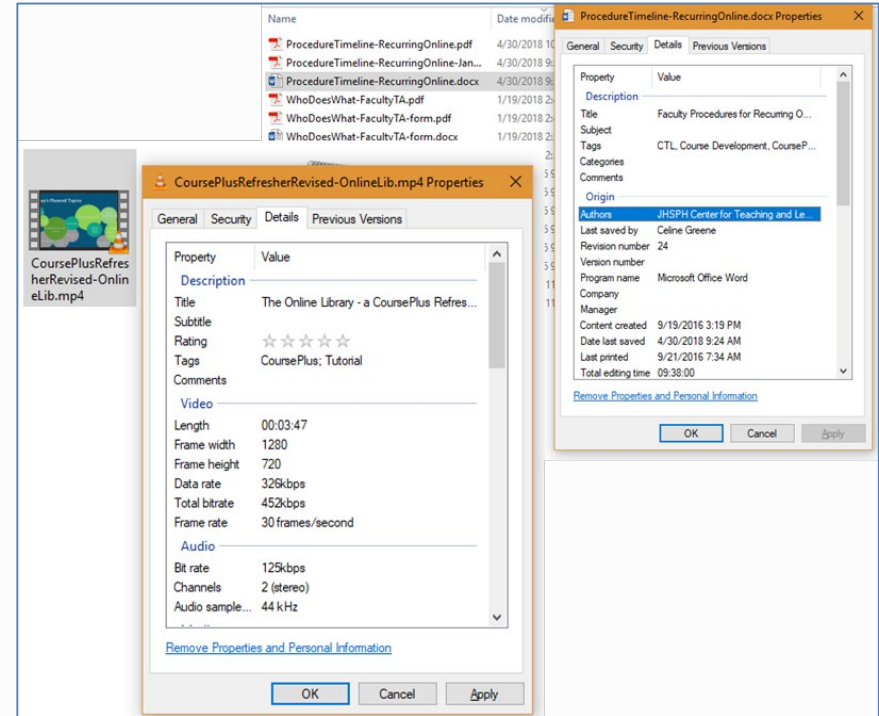 Name Date modifie
ProcedureTimeline-RecurringOnline.pdf 4/30/2018 10
ProcedureTimeline-RecurringOnline-Jan... 4/30/2018 9:
ProcedureTimeline-RecurringOnline.docx 4/30/2018 9:
WhoDoesWhat-FacultyTA.pdf 1/19/2018 2:
WhoDoesWhat-FacultyTA-form.pdf 1/19/2018 2:
WhoDoesWhat-FacultyTA-form.docx 1/19/2018 2:
ProcedureTimeline-RecurringOnline.docx Properties
General Security Details Previous Versions
Property Value
Description
Title Faculty Procedures for Recurring O...
Subject
Tags CTL, Course Development, CourseP...
Categories
Comments
Origin
Authors JHSPH Center for Teaching and Le...
Last saved by Celine Greene
Revision number 24
Version number
Program name Microsoft Office Word
Company
Manager
Content created 9/19/2016 3:19 PM
Date last saved 4/30/2018 9:24 AM
Last printed 9/21/2016 7:34 AM
Total editing time 09:38:00
Remove Properties and Personal Information
OK Cancel Apply
CoursePlusRefres
herRevised-Onlin
eLib.mp4
CoursePlusRefresherRevised-OnlineLib.mp4 Properties
General Security Details Previous Versions
Property Value
Description
Title The Online Library - a CoursePlus Refres...
Subtitle
Rating
Tags CoursePlus; Tutorial
Comments
Video
Length 00:03:47
Frame width 1280
Frame height 720
Data rate 326kbps
Total bitrate 452kbps
Frame rate 30 frames/second
Audio
Bit rate 125kbps
Channels 2 (stereo)
Audio sample... 44 kHz
Remove Properties and Personal Information
OK Cancel Apply